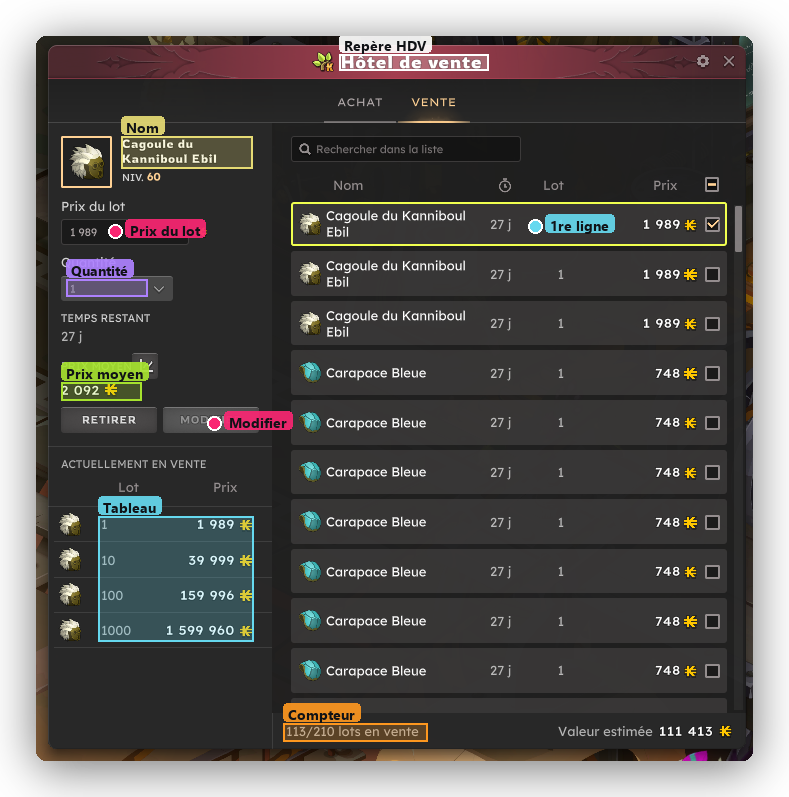 Repère HDV
Hôtel de vente
ACHAT
VENTE
Nom
Cagoule du
Kanniboul Ebil
NIV. 60
Prix du lot
1 989
Prix du lot
Quantité
1
TEMPS RESTANT
27 j
Prix moyen
2 092
RETIRER
Modifier
ACTUELLEMENT EN VENTE
Lot Prix
Tableau
1 1 989
10 39 999
100 159 996
1000 1 599 960
Rechercher dans la liste
Nom Lot Prix
Cagoule du Kanniboul
Ebil
27 j 1re ligne 1 989
Cagoule du Kanniboul
Ebil
27 j 1 1 989
Cagoule du Kanniboul
Ebil
27 j 1 1 989
Carapace Bleue 27 j 1 748
Carapace Bleue 27 j 1 748
Carapace Bleue 27 j 1 748
Carapace Bleue 27 j 1 748
Carapace Bleue 27 j 1 748
Carapace Bleue 27 j 1 748
Carapace Bleue 27 j 1 748
Compteur
113/210 lots en vente
Valeur estimée 111 413